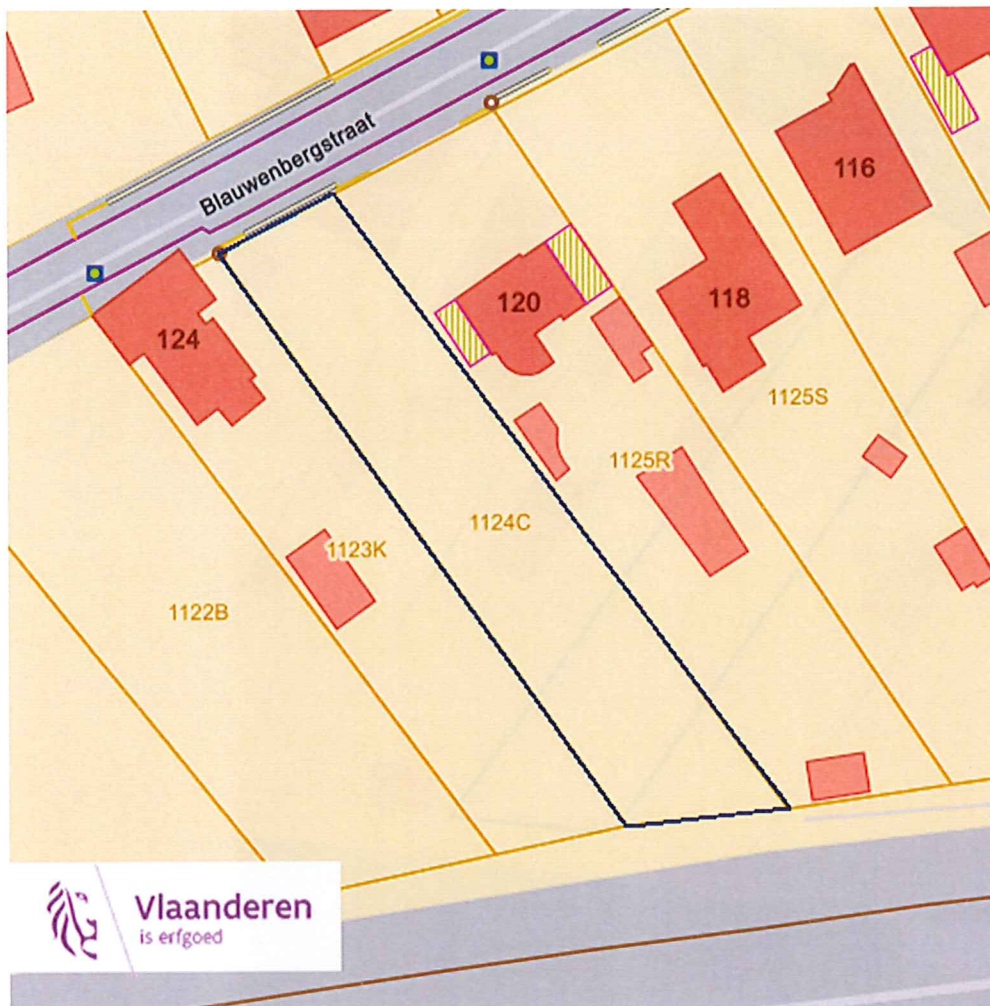 Blauwenbergstraat
116
120
118
124
1125S
1125R
1124C
1123K
1122B
Vlaanderen
is erfgoed